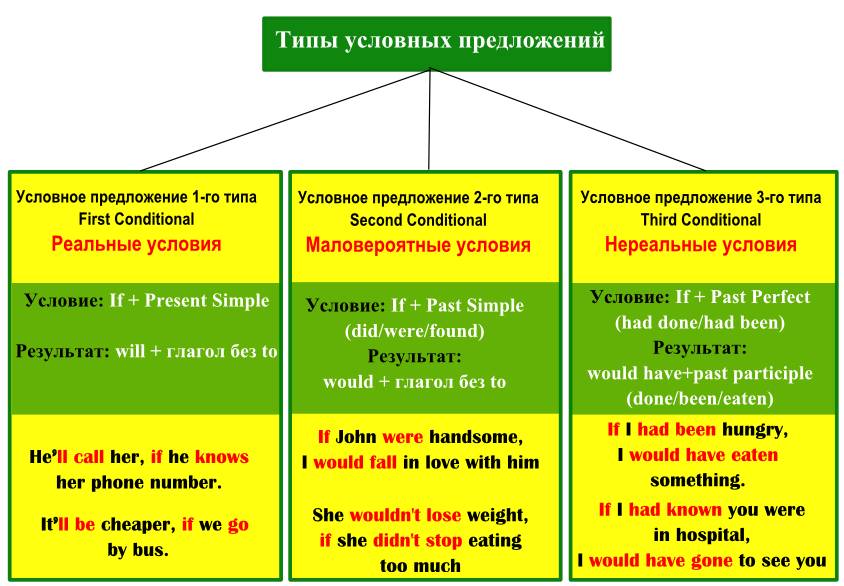 Типы условных предложений
Условное предложение 1-го типа
First Conditional
Реальные условия
Условие: If + Present Simple
Результат: will + глагол без to
He'll call her, if he knows
her phone number.
It'll be cheaper, if we go
by bus.
Условное предложение 2-го типа
Second Conditional
Маловероятные условия
Условие: If + Past Simple
(did/were/found)
Результат:
would + глагол без to
If John were handsome,
I would fall in love with him
She wouldn't lose weight,
if she didn't stop eating
too much
Условное предложение 3-го типа
Third Conditional
Нереальные условия
Условие: If + Past Perfect
(had done/had been)
Результат:
would have+past participle
(done/been/eaten)
If I had been hungry,
I would have eaten
something.
If I had known you were
in hospital,
I would have gone to see you